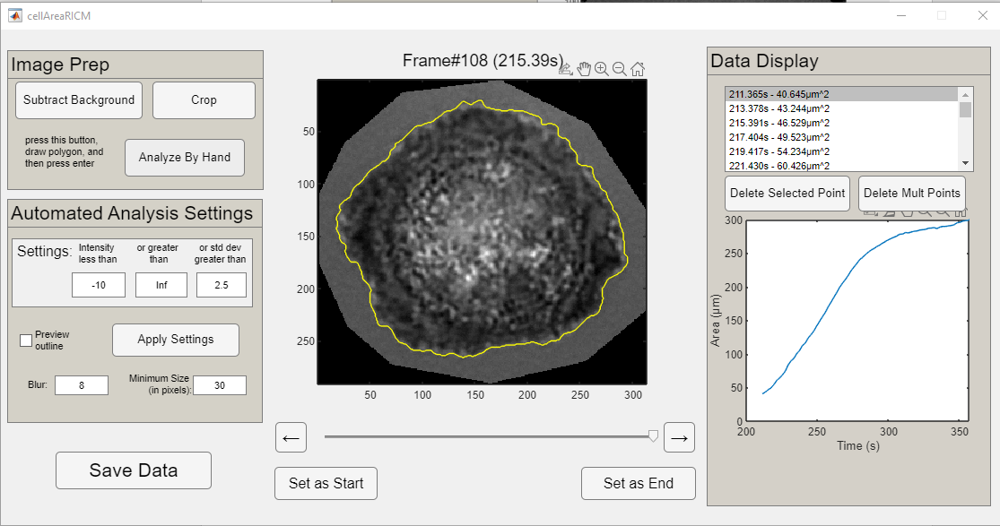 cellAreaRICM
Image Prep
Subtract Background
Crop
press this button,
draw polygon, and
then press enter
Analyze By Hand
Automated Analysis Settings
Settings:
Intensity
less than
or greater
than
or std dev
greater than
-10
Inf
2.5
Preview
outline
Apply Settings
Blur:
8
Minimum Size
(in pixels):
30
Save Data
Frame#108 (215.39s)
50
100
150
200
250
50
100
150
200
250
300
←
→
Set as Start
Set as End
Data Display
211.365s - 40.645µm^2
213.378s - 43.244µm^2
215.391s - 46.529µm^2
217.404s - 49.523µm^2
219.417s - 54.234µm^2
221.430s - 60.426µm^2
Delete Selected Point
Delete Mult Points
300
250
200
150
100
50
0
Area (µm)
200
250
300
350
Time (s)